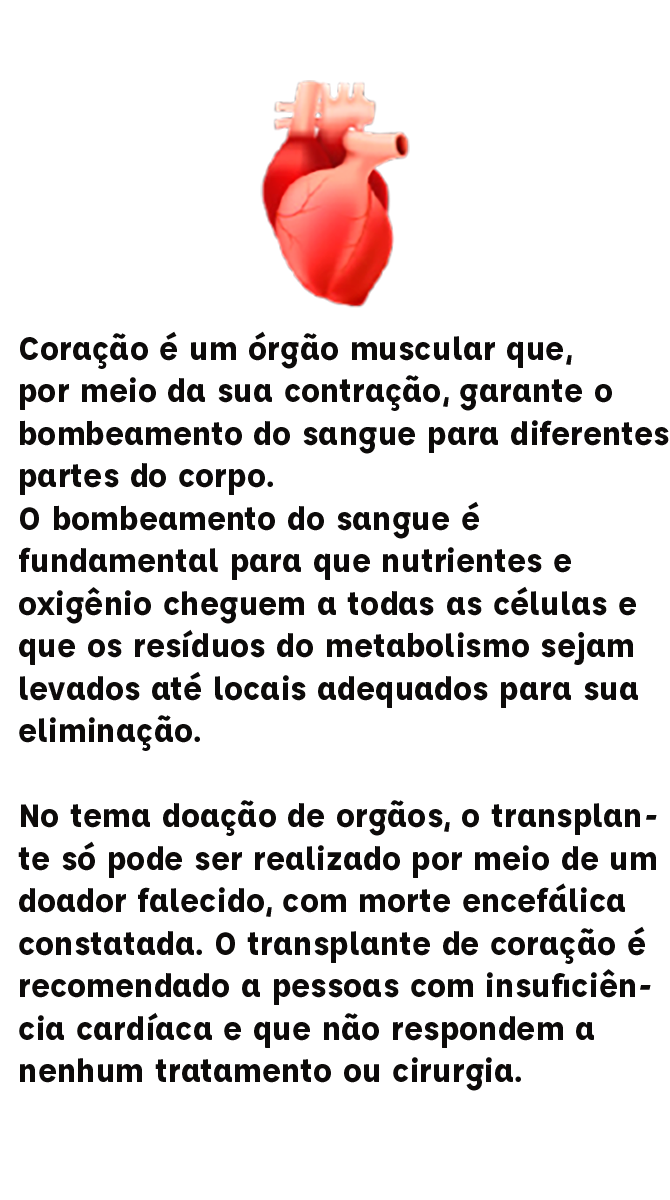 Coração é um órgão muscular que,
por meio da sua contração, garante o
bombeamento do sangue para diferentes
partes do corpo.
O bombeamento do sangue é
fundamental para que nutrientes e
oxigênio cheguem a todas as células e
que os resíduos do metabolismo sejam
levados até locais adequados para sua
eliminação.
No tema doação de orgãos, o transplan-
te só pode ser realizado por meio de um
doador falecido, com morte encefálica
constatada. O transplante de coração é
recomendado a pessoas com insuficiên-
cia cardíaca e que não respondem a
nenhum tratamento ou cirurgia.